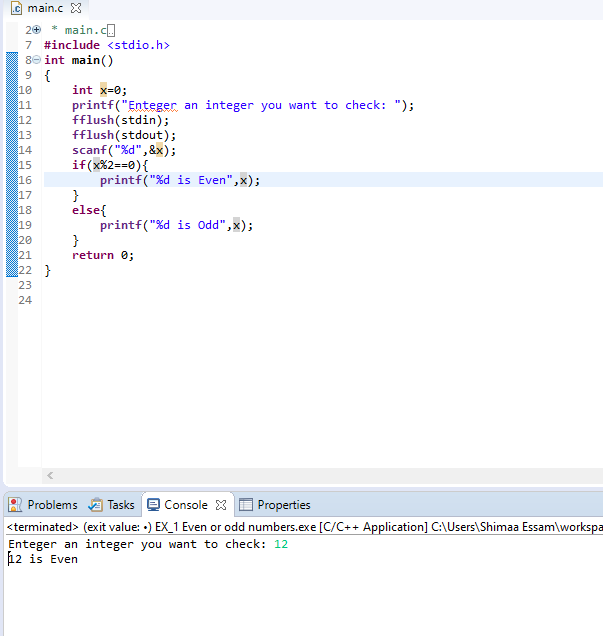 main.c
2 * main.c
7 #include <stdio.h>
8 int main()
9 {
10 int x=0;
11 printf("Enteger an integer you want to check: ");
12 fflush(stdin);
13 fflush(stdout);
14 scanf("%d",&x);
15 if(x%2==0){
16 printf("%d is Even",x);
17 }
18 else{
19 printf("%d is Odd",x);
20 }
21 return 0;
22 }
23
24
Problems Tasks Console Properties
<terminated> (exit value: •) EX_1 Even or odd numbers.exe [C/C++ Application] C:\Users\Shimaa Essam\workspa
Enteger an integer you want to check: 12
12 is Even